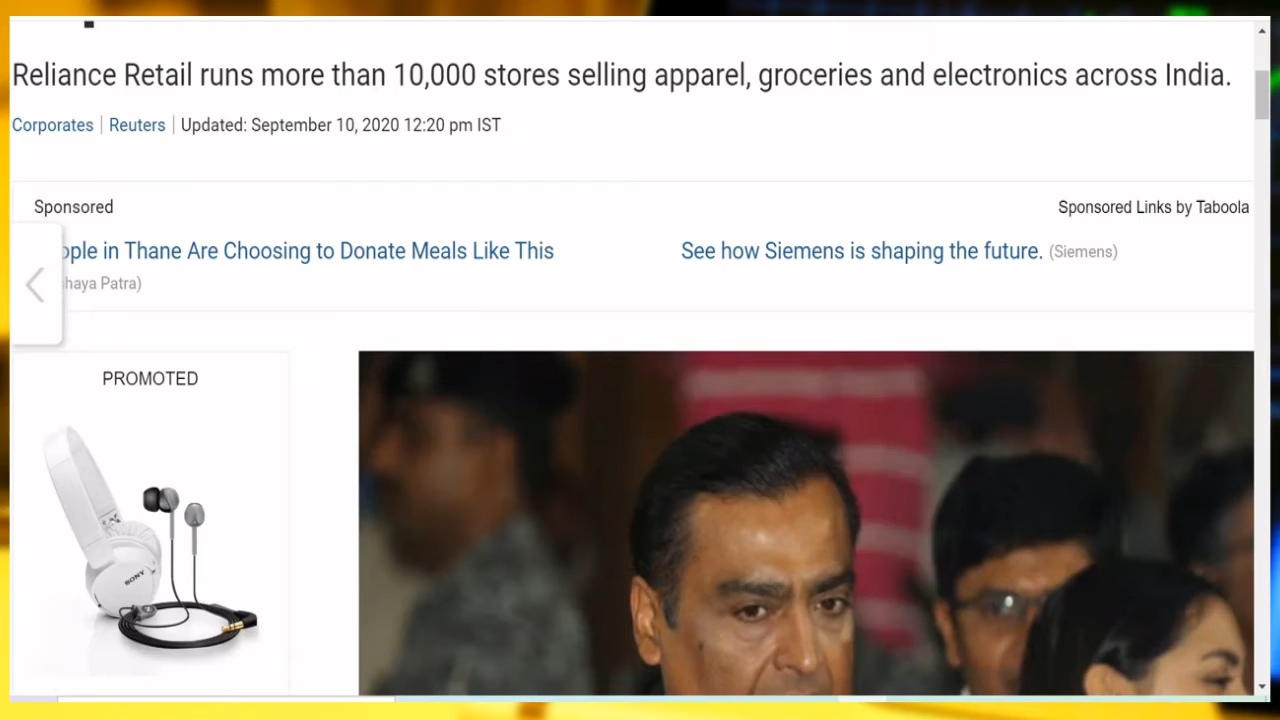 Reliance Retail runs more than 10,000 stores selling apparel, groceries and electronics across India.
Corporates | Reuters | Updated: September 10, 2020 12:20 pm IST
Sponsored
Sponsored Links by Taboola
ople in Thane Are Choosing to Donate Meals Like This
haya Patra)
See how Siemens is shaping the future. (Siemens)
PROMOTED
SONY